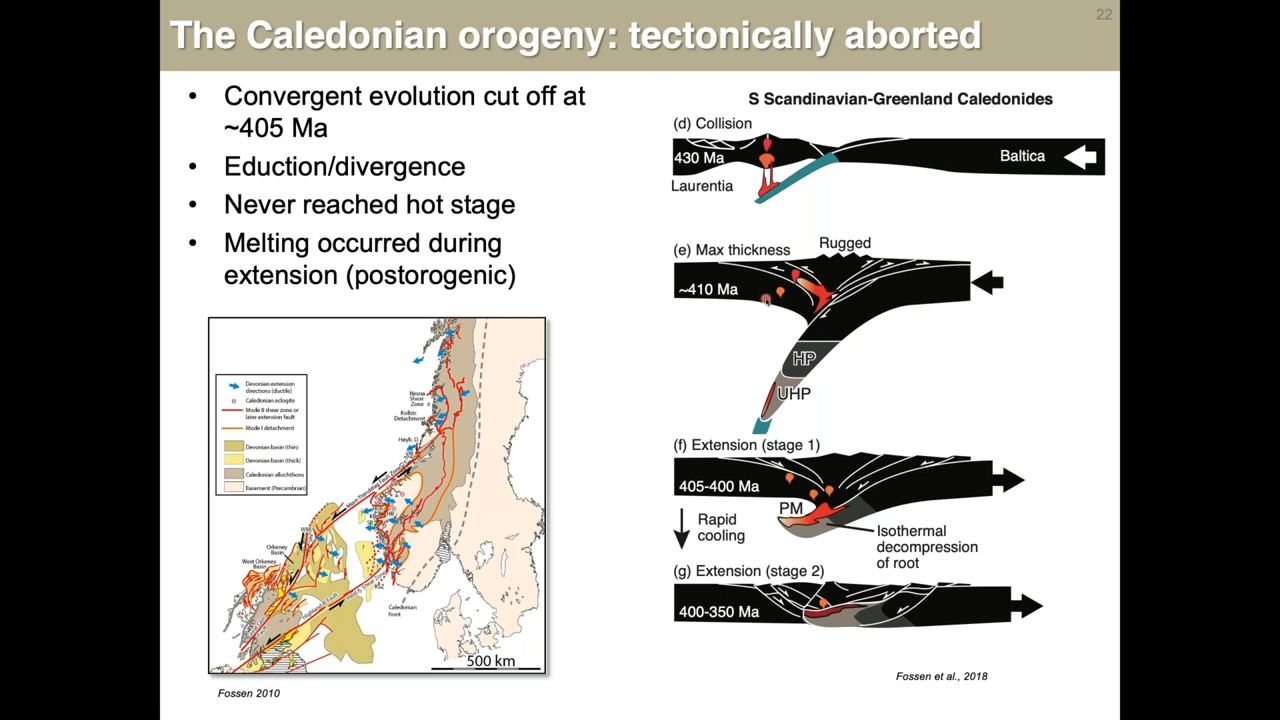 22
The Caledonian orogeny: tectonically aborted
• Convergent evolution cut off at
~405 Ma
• Eduction/divergence
• Never reached hot stage
• Melting occurred during
extension (postorogenic)
Devonian extension
directions (ductile)
e Caledonian eclogite
Mode II shear zone or
later extension fault
Mode I detachment
Devonian basin (thin)
Devonian basin (thick)
Caledonian allochthons
Basement (Precambrian)
Nesna
Shear
Zone
Kollstr.
Detachment
Høyb. D.
Orkeney
Basin
West Orkeney
Basin
Caledonian
Front
500 km
Fossen 2010
S Scandinavian-Greenland Caledonides
(d) Collision
430 Ma
Baltica
Laurentia
(e) Max thickness
Rugged
~410 Ma
HP
UHP
(f) Extension (stage 1)
405-400 Ma
PM
Rapid
cooling
Isothermal
decompression
of root
(g) Extension (stage 2)
400-350 Ma
Fossen et al., 2018